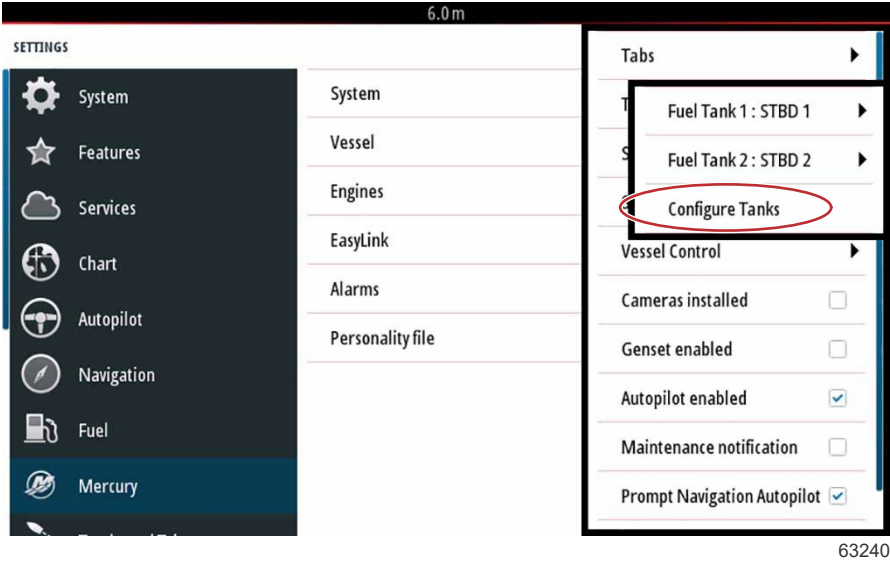 6.0 m
SETTINGS
System
Features
Services
Chart
Autopilot
Navigation
Fuel
Mercury
System
Vessel
Engines
EasyLink
Alarms
Personality file
Tabs
Fuel Tank 1 : STBD 1
Fuel Tank 2 : STBD 2
Configure Tanks
Vessel Control
Cameras installed
Genset enabled
Autopilot enabled
Maintenance notification
Prompt Navigation Autopilot
63240